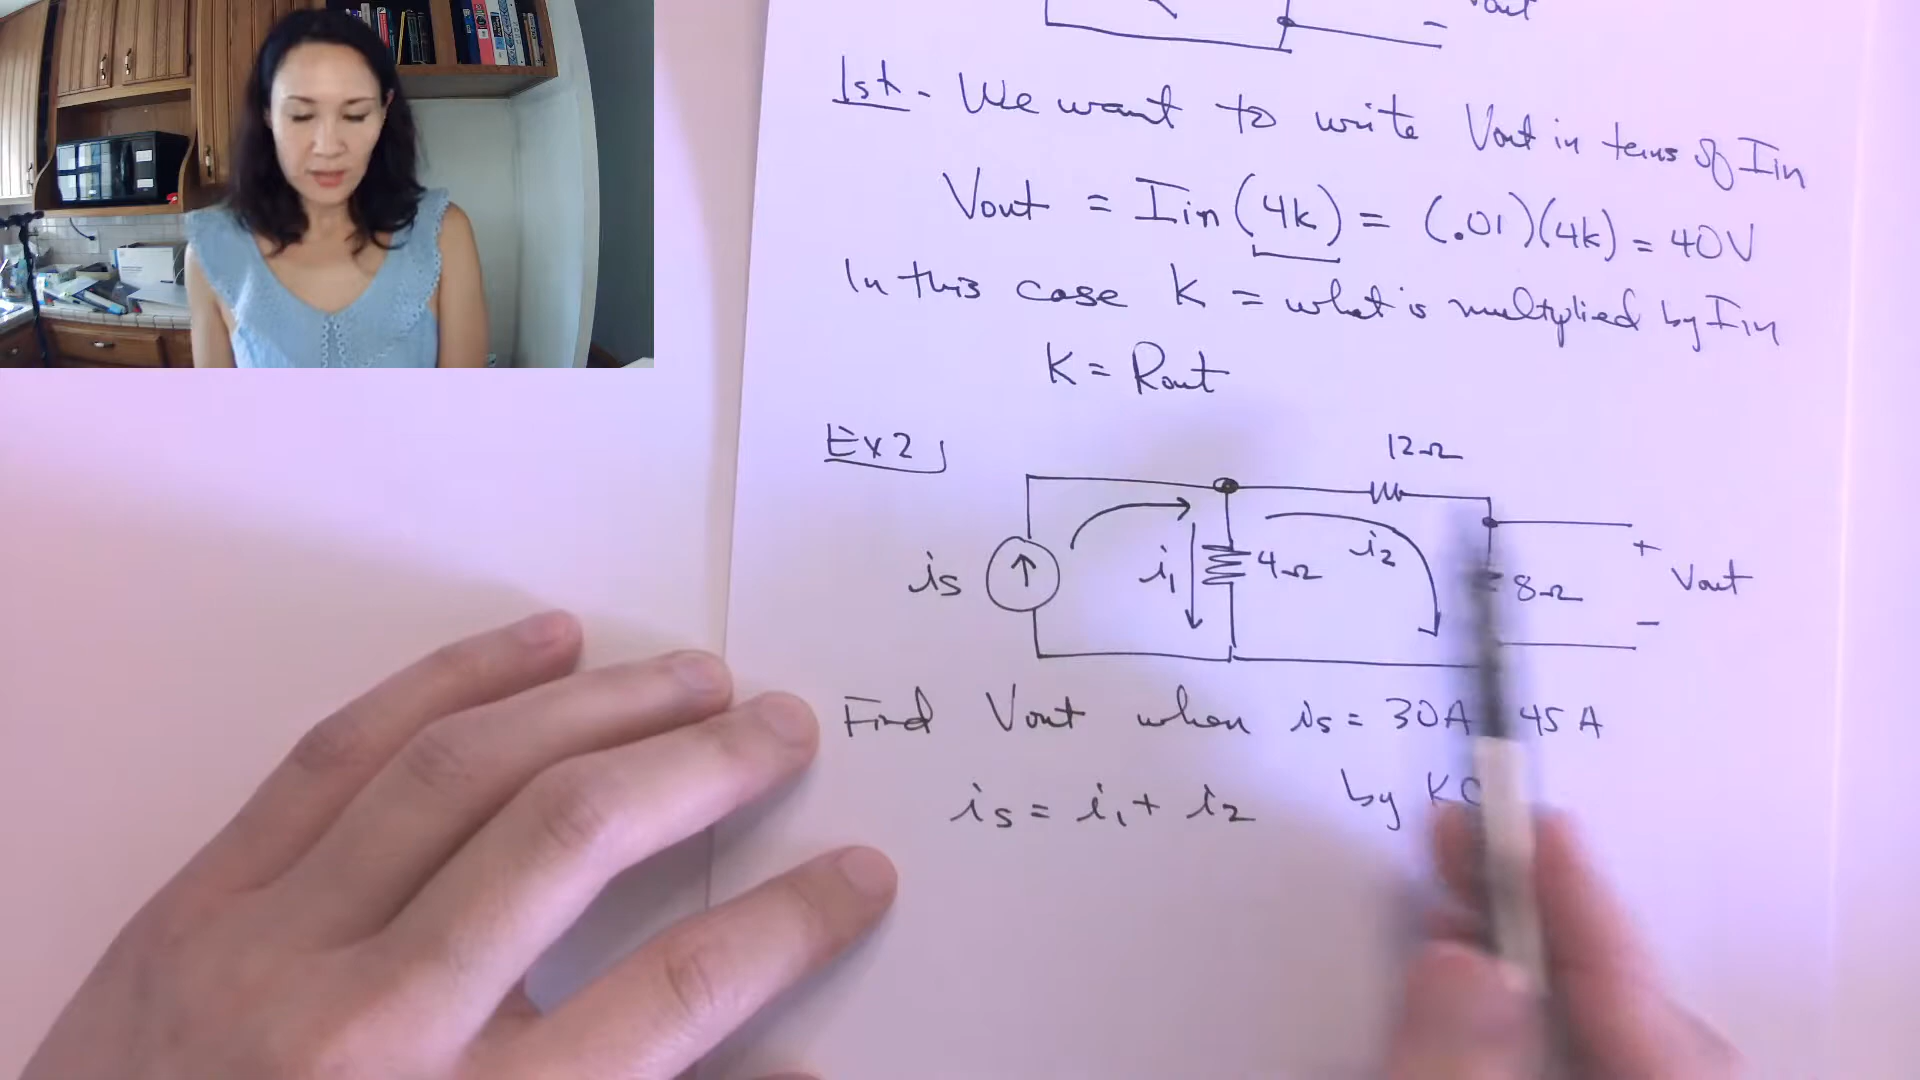 Vout
-
1st - We want to write Vout in terms of Iin
Vout = Iin (4k) = (.01)(4k) = 40V
In this case K = what is multiplied by Iin
K = Rout
Ex 2
12Ω
is
i1
4Ω
i2
8Ω
+
Vout
-
Find Vout when is = 30A 45 A
is = i1 + i2 by KC